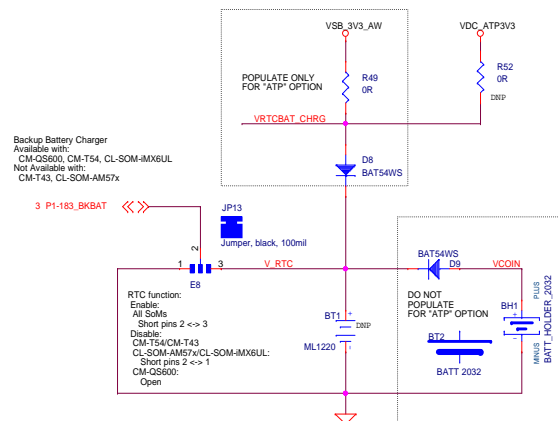 VSB_3V3_AW
VDC_ATP3V3
R49
0R
R52
0R
DNP
POPULATE ONLY
FOR "ATP" OPTION
VRTCBAT_CHRG
D8
BAT54WS
Backup Battery Charger
Available with:
CM-QS600, CM-T54, CL-SOM-iMX6UL
Not Available with:
CM-T43, CL-SOM-AM57x
3 P1-183_BKBAT
JP13
Jumper, black, 100mil
2
1
3
E8
V_RTC
BAT54WS
D9
VCOIN
RTC function:
Enable:
All SoMs
Short pins 2 <-> 3
Disable:
CM-T54/CM-T43
CL-SOM-AM57x/CL-SOM-iMX6UL:
Short pins 2 <-> 1
CM-QS600:
Open
BT1
+
DNP
-
ML1220
DO NOT
POPULATE
FOR "ATP" OPTION
BT2
BATT 2032
BH1
+
-
PLUS
MINUS
BATT_HOLDER_2032